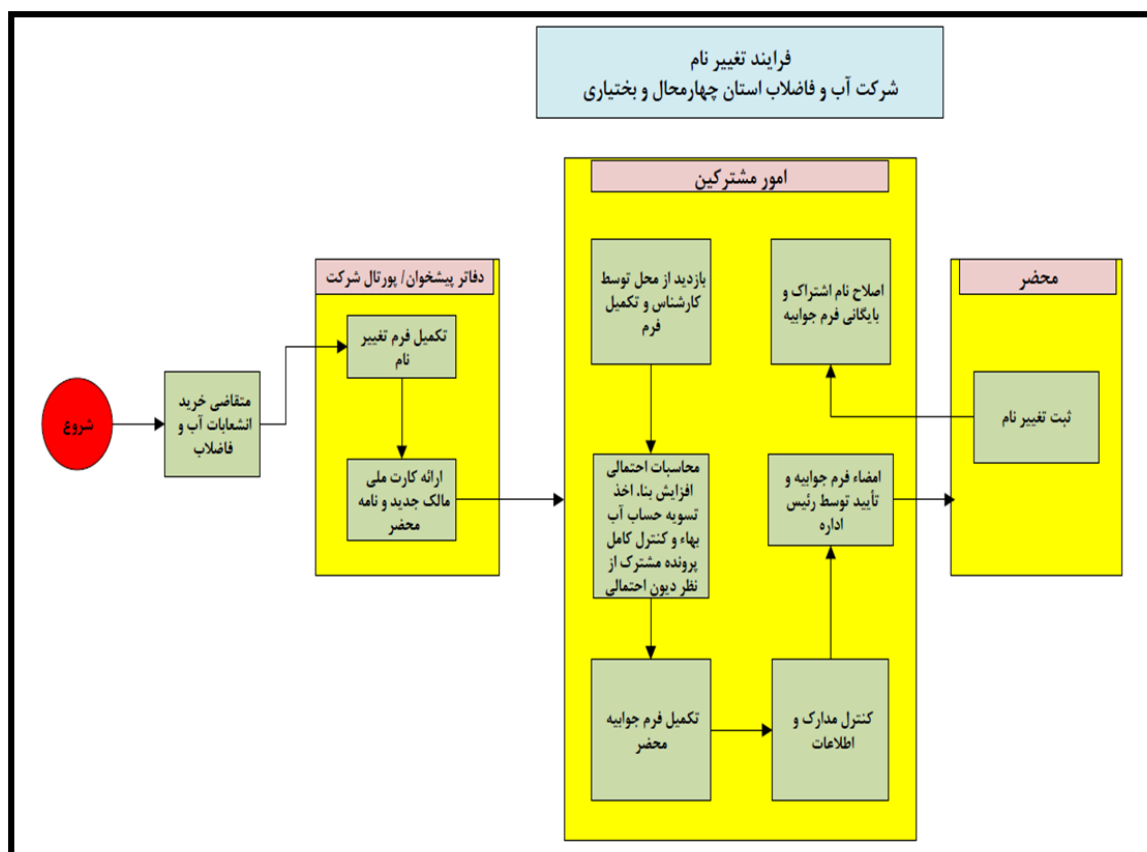 فرایند تغییر نام
شرکت آب و فاضلاب استان چهارمحال و بختیاری
شروع
متقاضی خرید
انشعابات آب و
فاضلاب
دفاتر پیشخوان/ پورتال شرکت
تکمیل فرم تغییر
نام
ارائه کارت ملی
مالک جدید و نامه
محضر
امور مشترکین
بازدید از محل توسط
کارشناس و تکمیل
فرم
محاسبات احتمالی
افزایش بنا، اخذ
تسویه حساب آب
بهاء و کنترل کامل
پرونده مشترک از
نظر دیون احتمالی
تکمیل فرم جوابیه
محضر
کنترل مدارک و
اطلاعات
امضاء فرم جوابیه و
تأیید توسط رئیس
اداره
محضر
ثبت تغییر نام
اصلاح نام اشتراک و
بایگانی فرم جوابیه